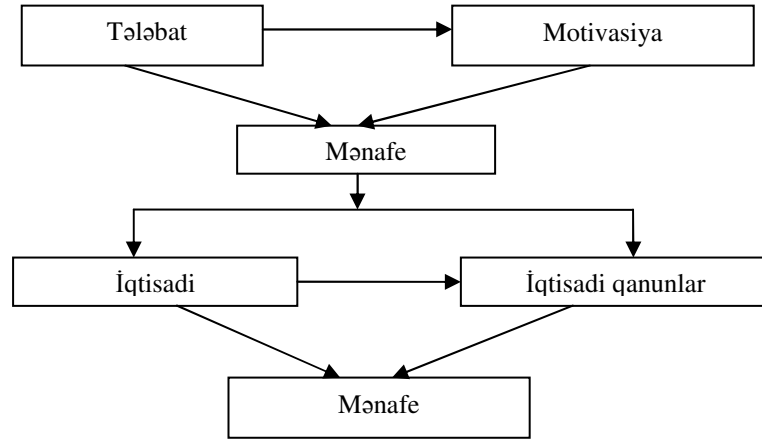 Tələbat
Motivasiya
Mənafe
İqtisadi
İqtisadi qanunlar
Mənafe